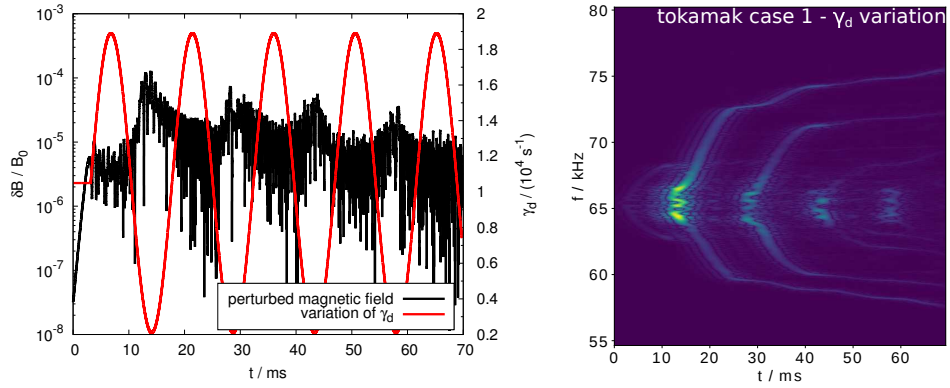 10⁻³
10⁻⁴
10⁻⁵
10⁻⁶
10⁻⁷
10⁻⁸
δB / B₀
0 10 20 30 40 50 60 70
t / ms
2
1.8
1.6
1.4
1.2
1
0.8
0.6
0.4
0.2
γ_d / (10⁴ s⁻¹)
perturbed magnetic field
variation of γ_d
tokamak case 1 - γ_d variation
80
75
70
65
60
55
f / kHz
0 10 20 30 40 50 60
t / ms